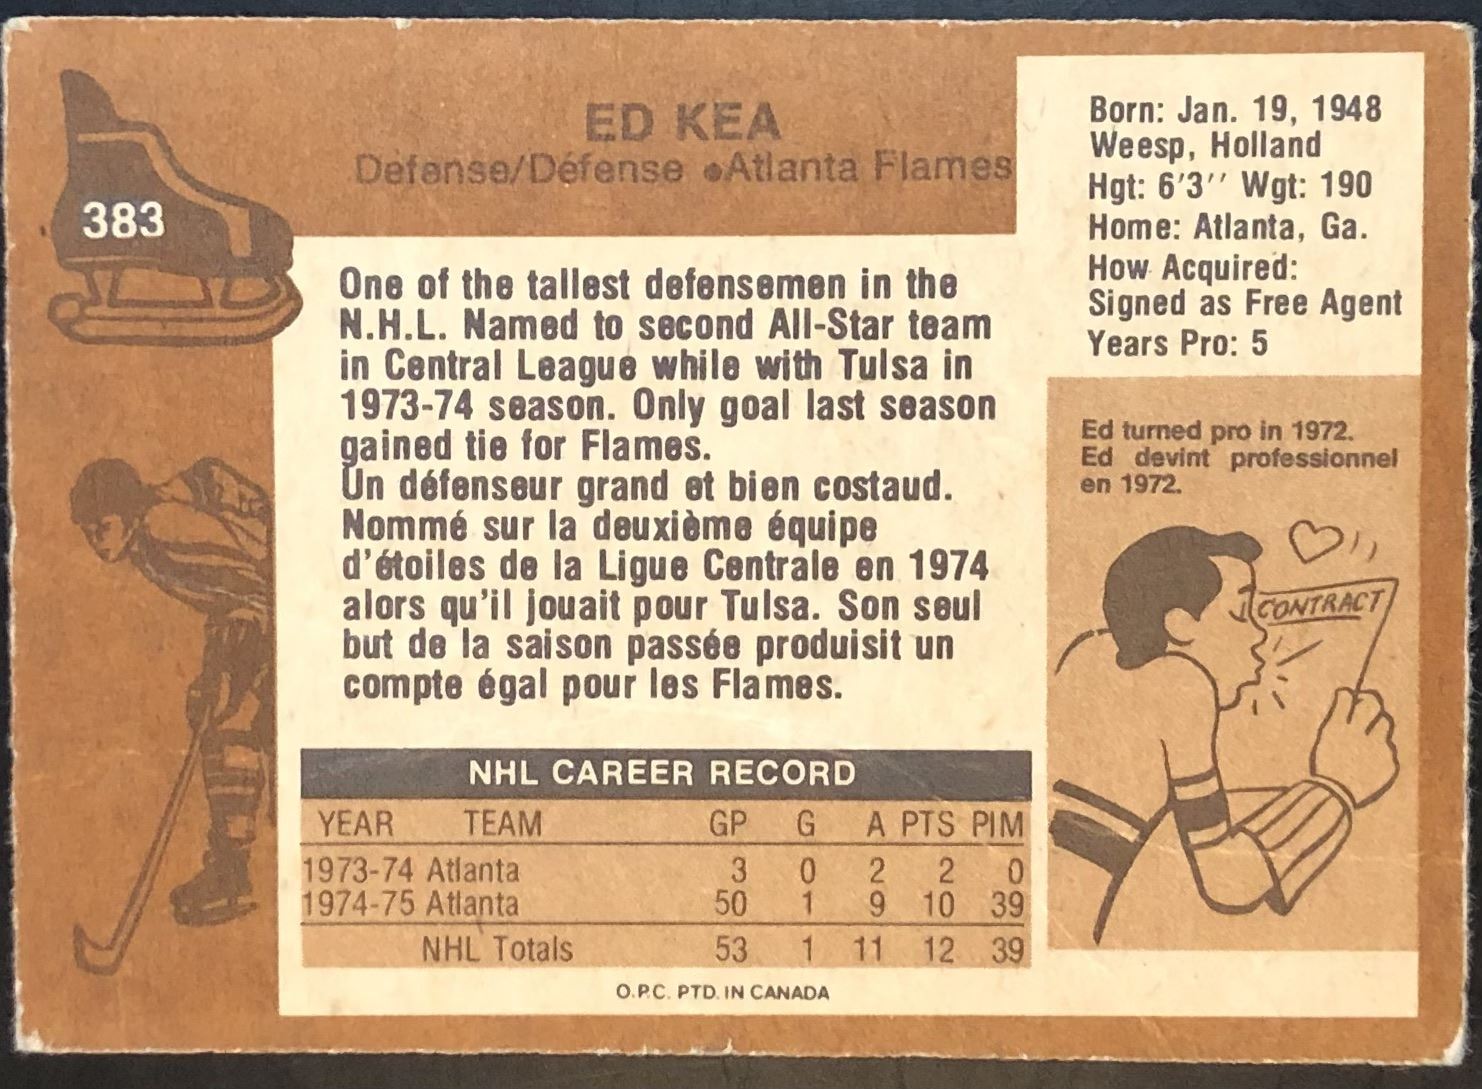 383
ED KEA
Defense/Défense •Atlanta Flames
Born: Jan. 19, 1948
Weesp, Holland
Hgt: 6'3'' Wgt: 190
Home: Atlanta, Ga.
How Acquired:
Signed as Free Agent
Years Pro: 5
One of the tallest defensemen in the
N.H.L. Named to second All-Star team
in Central League while with Tulsa in
1973-74 season. Only goal last season
gained tie for Flames.
Un défenseur grand et bien costaud.
Nommé sur la deuxième équipe
d'étoiles de la Ligue Centrale en 1974
alors qu'il jouait pour Tulsa. Son seul
but de la saison passée produisit un
compte égal pour les Flames.
Ed turned pro in 1972.
Ed devint professionnel
en 1972.
CONTRACT
NHL CAREER RECORD
YEAR TEAM GP G A PTS PIM
1973-74 Atlanta 3 0 2 2 0
1974-75 Atlanta 50 1 9 10 39
NHL Totals 53 1 11 12 39
O.P.C. PTD. IN CANADA